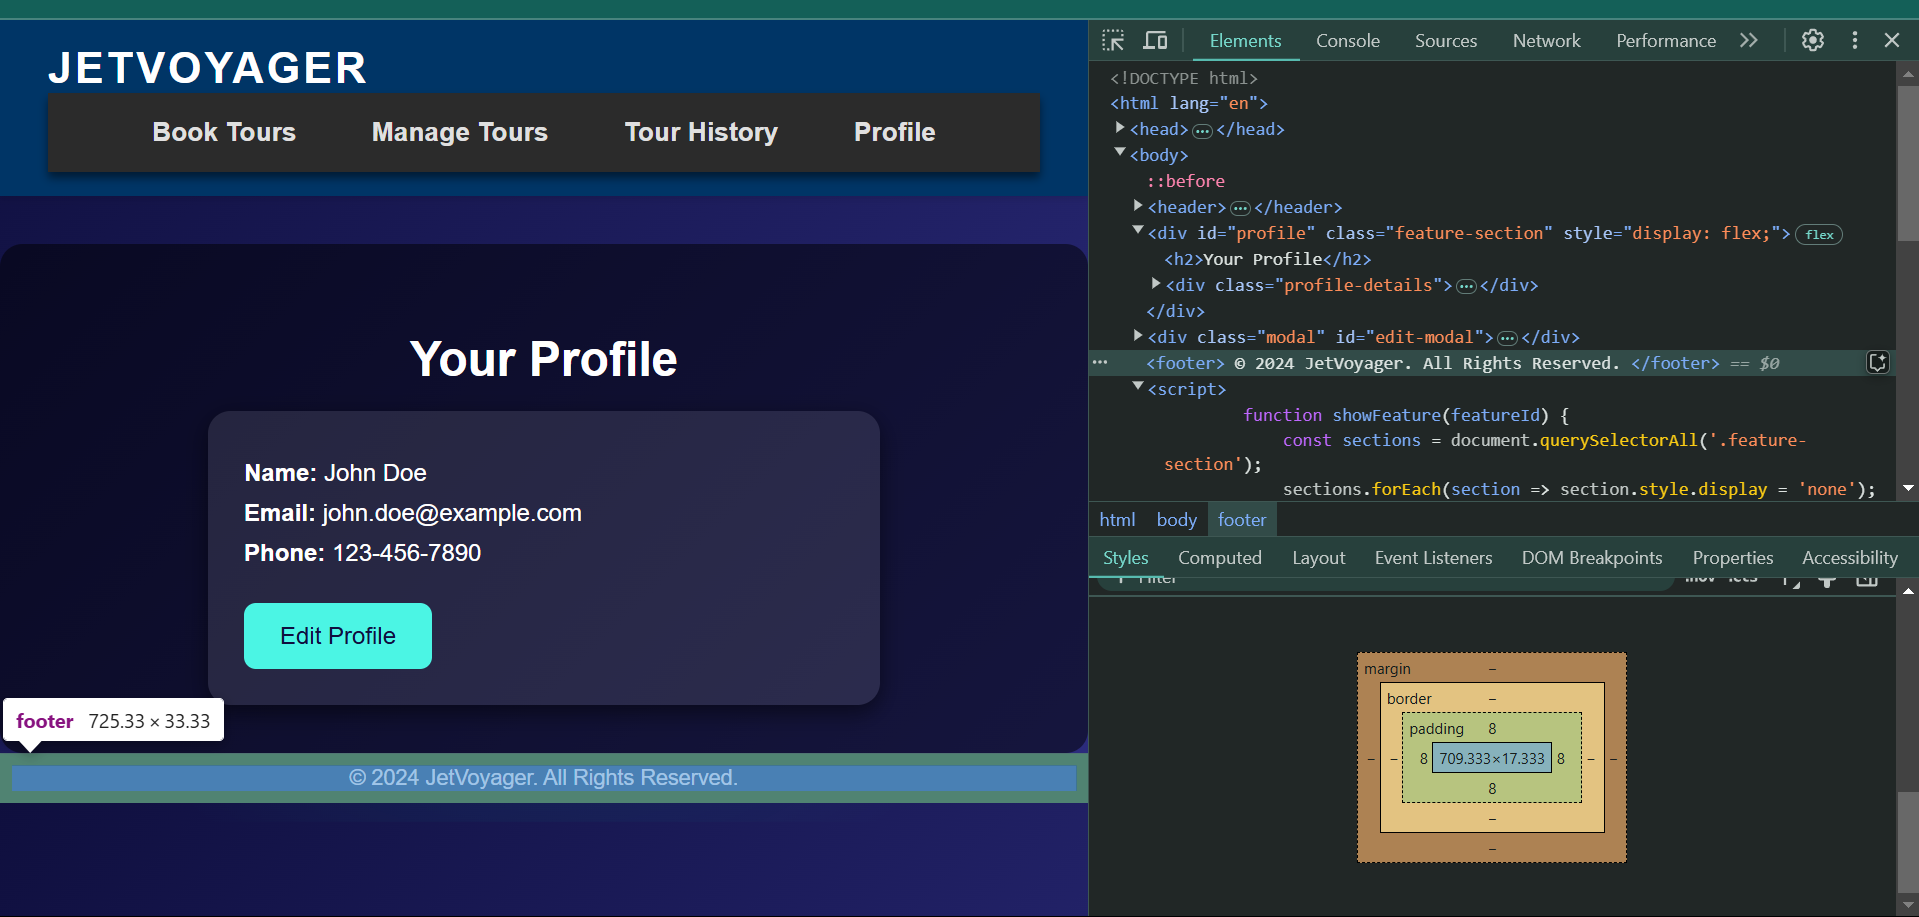 JETVOYAGER
Book Tours Manage Tours Tour History Profile
Your Profile
Name: John Doe
Email: john.doe@example.com
Phone: 123-456-7890
Edit Profile
footer 725.33 × 33.33
© 2024 JetVoyager. All Rights Reserved.
Elements Console Sources Network Performance
<!DOCTYPE html>
<html lang="en">
<head> ••• </head>
<body>
::before
<header> ••• </header>
<div id="profile" class="feature-section" style="display: flex;"> flex
<h2>Your Profile</h2>
<div class="profile-details"> ••• </div>
</div>
<div class="modal" id="edit-modal"> ••• </div>
<footer> © 2024 JetVoyager. All Rights Reserved. </footer> == $0
<script>
function showFeature(featureId) {
const sections = document.querySelectorAll('.feature-
section');
sections.forEach(section => section.style.display = 'none');
html body footer
Styles Computed Layout Event Listeners DOM Breakpoints Properties Accessibility
Filter
margin –
border –
padding 8
– – 8 709.333×17.333 8 – –
8
–
–